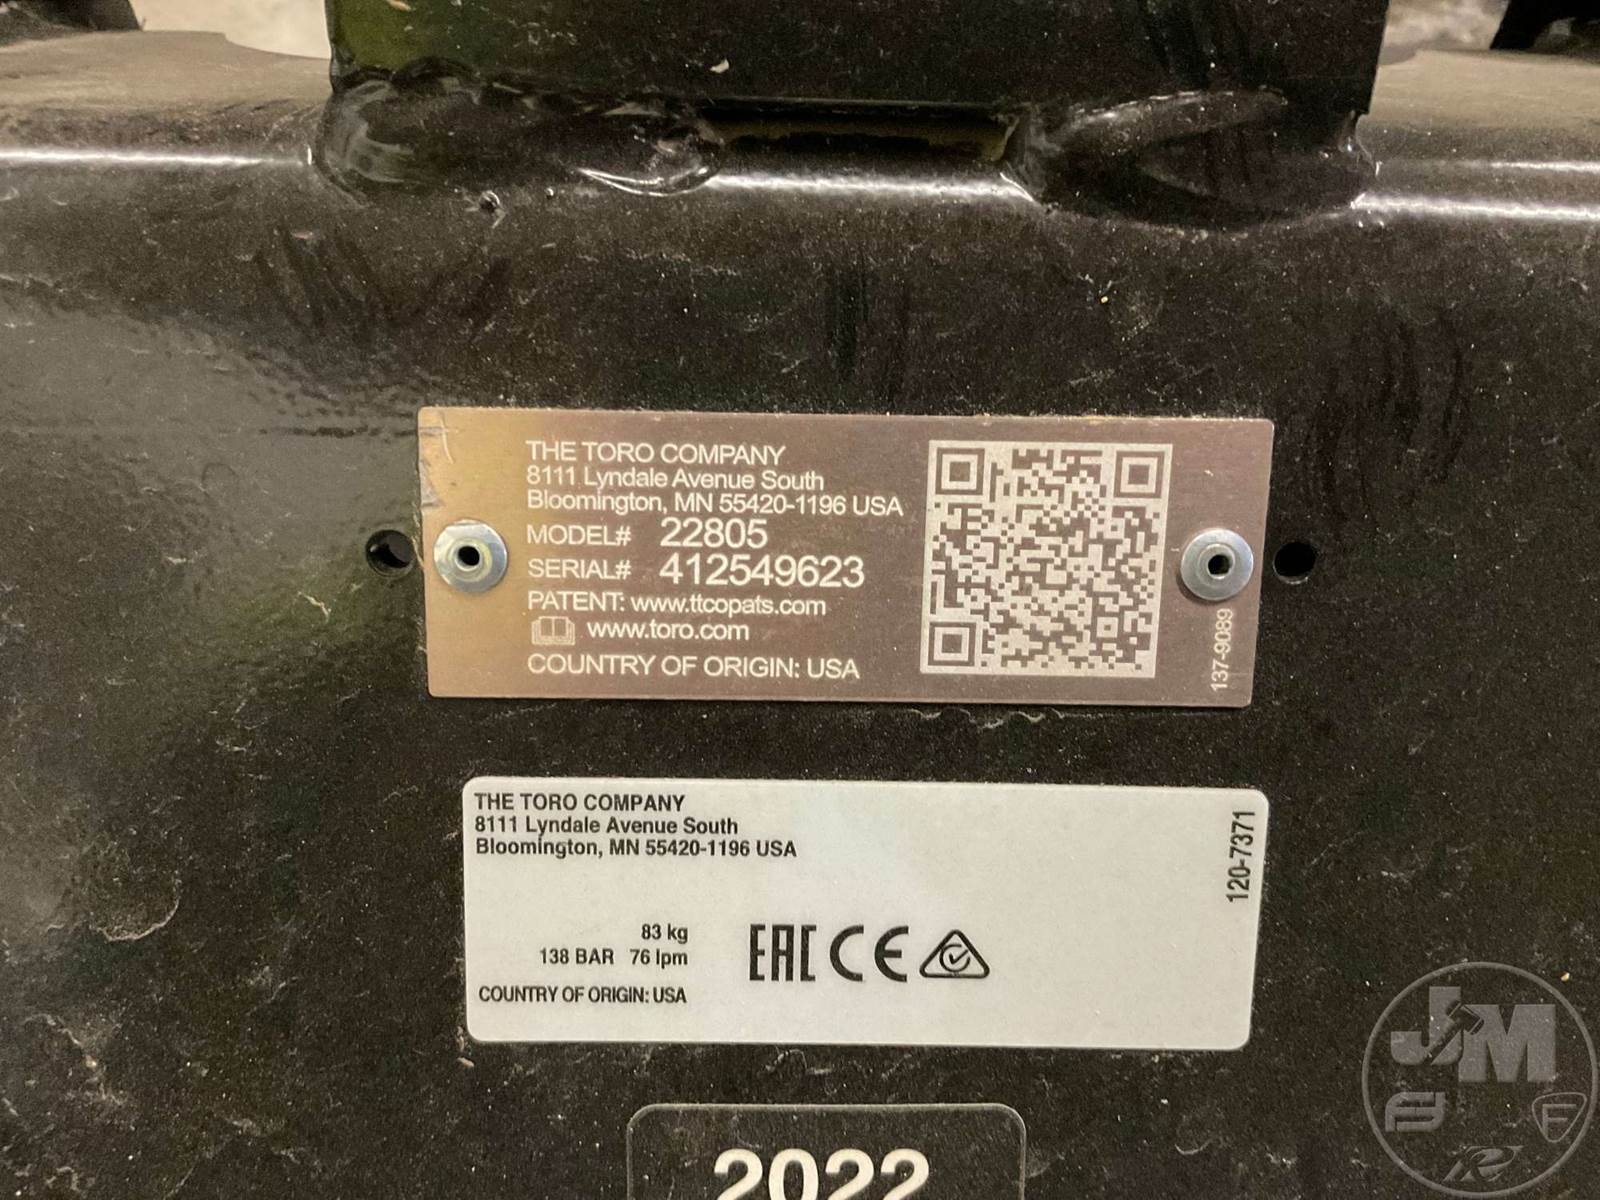 THE TORO COMPANY
8111 Lyndale Avenue South
Bloomington, MN 55420-1196 USA
MODEL# 22805
SERIAL# 412549623
PATENT: www.ttcopats.com
www.toro.com
COUNTRY OF ORIGIN: USA
137-9089
THE TORO COMPANY
8111 Lyndale Avenue South
Bloomington, MN 55420-1196 USA
120-7371
83 kg
138 BAR 76 lpm
EAC CE
COUNTRY OF ORIGIN: USA
2022
JM
F
R